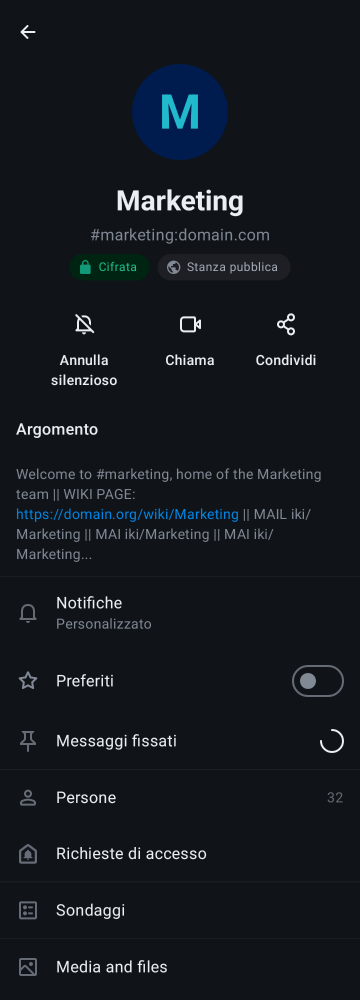 M
Marketing
#marketing:domain.com
Cifrata
Stanza pubblica
Annulla
silenzioso
Chiama
Condividi
Argomento
Welcome to #marketing, home of the Marketing
team || WIKI PAGE:
https://domain.org/wiki/Marketing || MAIL iki/
Marketing || MAI iki/Marketing || MAI iki/
Marketing...
Notifiche
Personalizzato
Preferiti
Messaggi fissati
Persone 32
Richieste di accesso
Sondaggi
Media and files